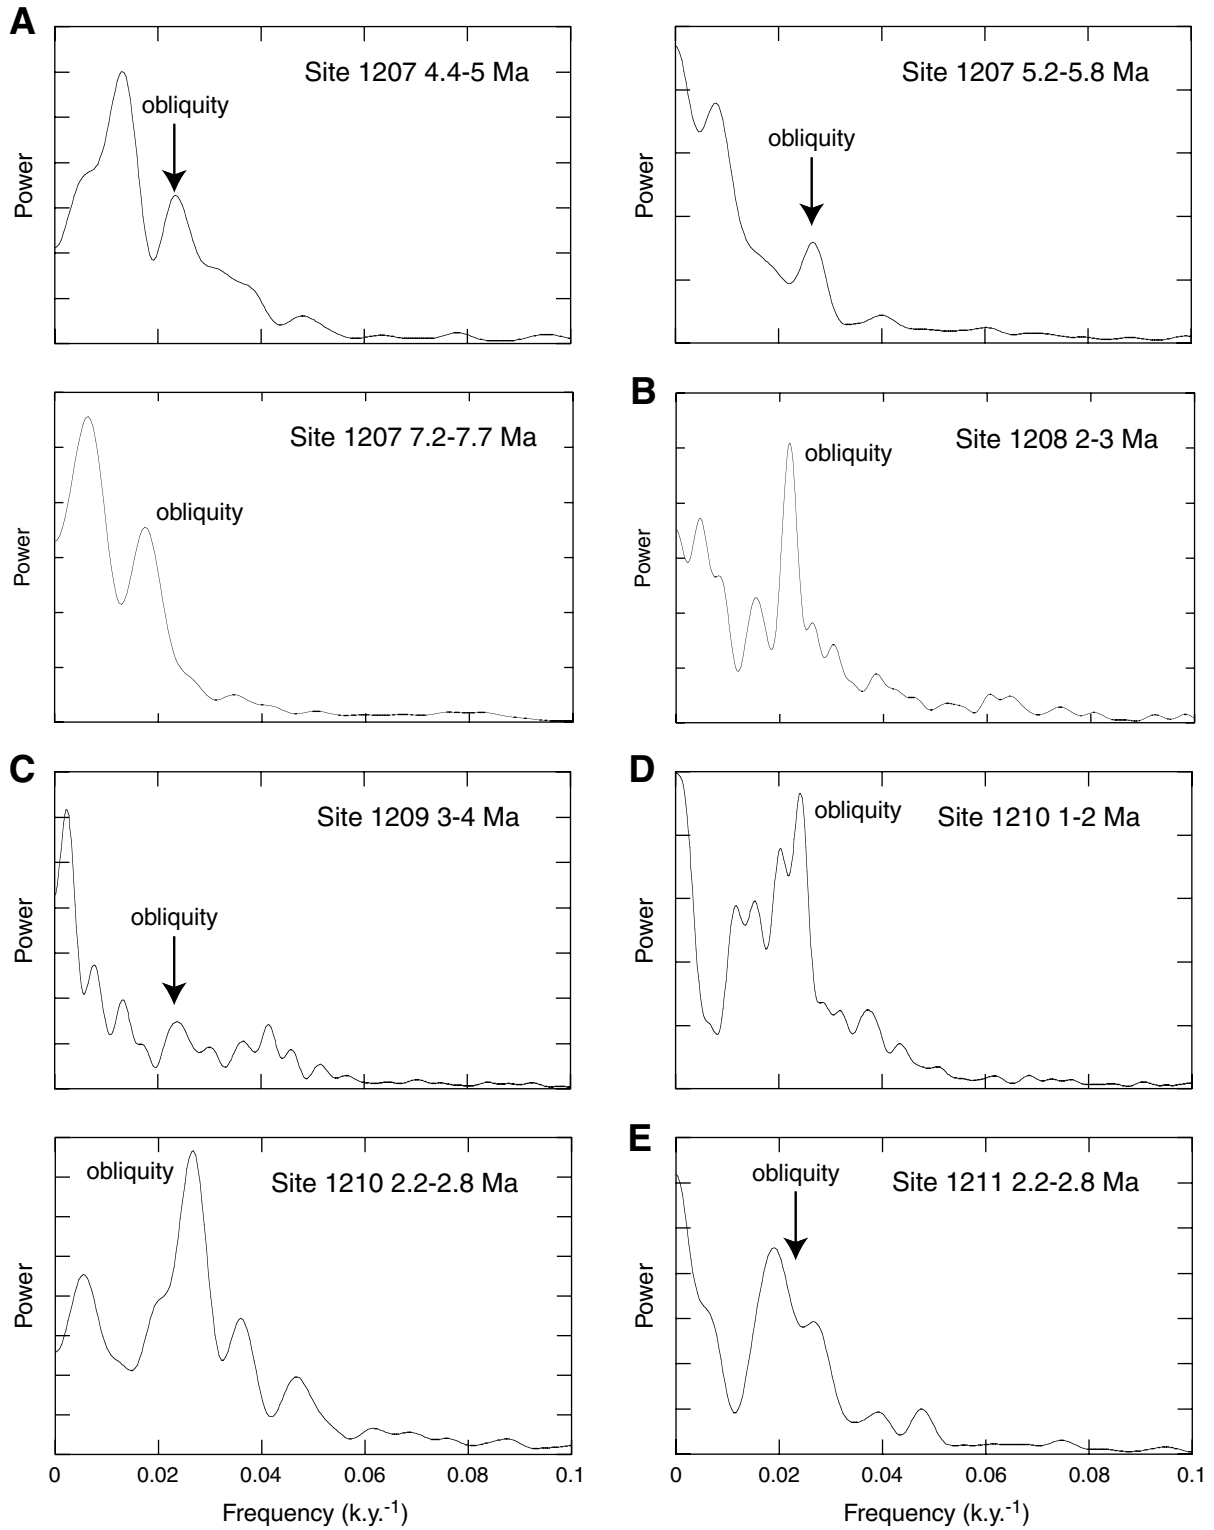 A
Site 1207 4.4-5 Ma
obliquity
Power
Site 1207 5.2-5.8 Ma
obliquity
Power
Site 1207 7.2-7.7 Ma
obliquity
Power
B
Site 1208 2-3 Ma
obliquity
Power
C
Site 1209 3-4 Ma
obliquity
Power
D
obliquity
Site 1210 1-2 Ma
Power
obliquity
Site 1210 2.2-2.8 Ma
Power
0 0.02 0.04 0.06 0.08 0.1
Frequency (k.y.⁻¹)
E
obliquity
Site 1211 2.2-2.8 Ma
Power
0 0.02 0.04 0.06 0.08 0.1
Frequency (k.y.⁻¹)